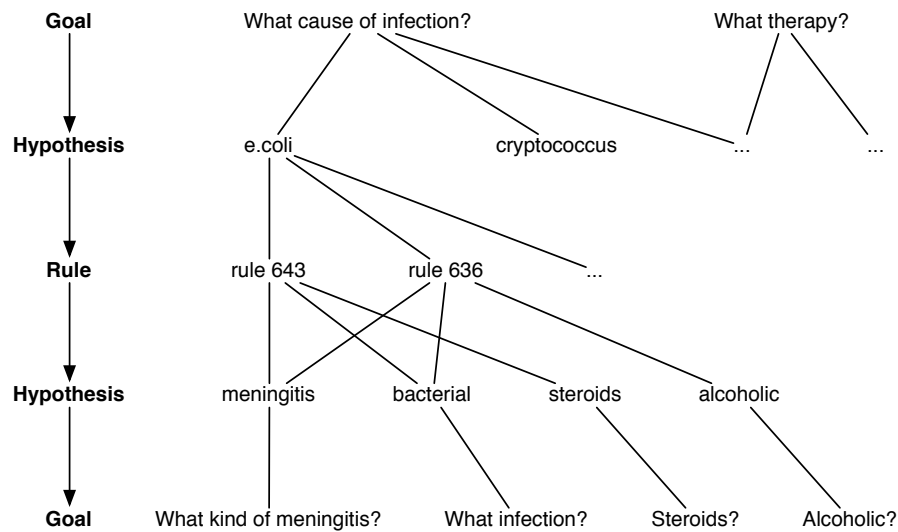 Goal What cause of infection? What therapy?
Hypothesis e.coli cryptococcus ... ...
Rule rule 643 rule 636 ...
Hypothesis meningitis bacterial steroids alcoholic
Goal What kind of meningitis? What infection? Steroids? Alcoholic?